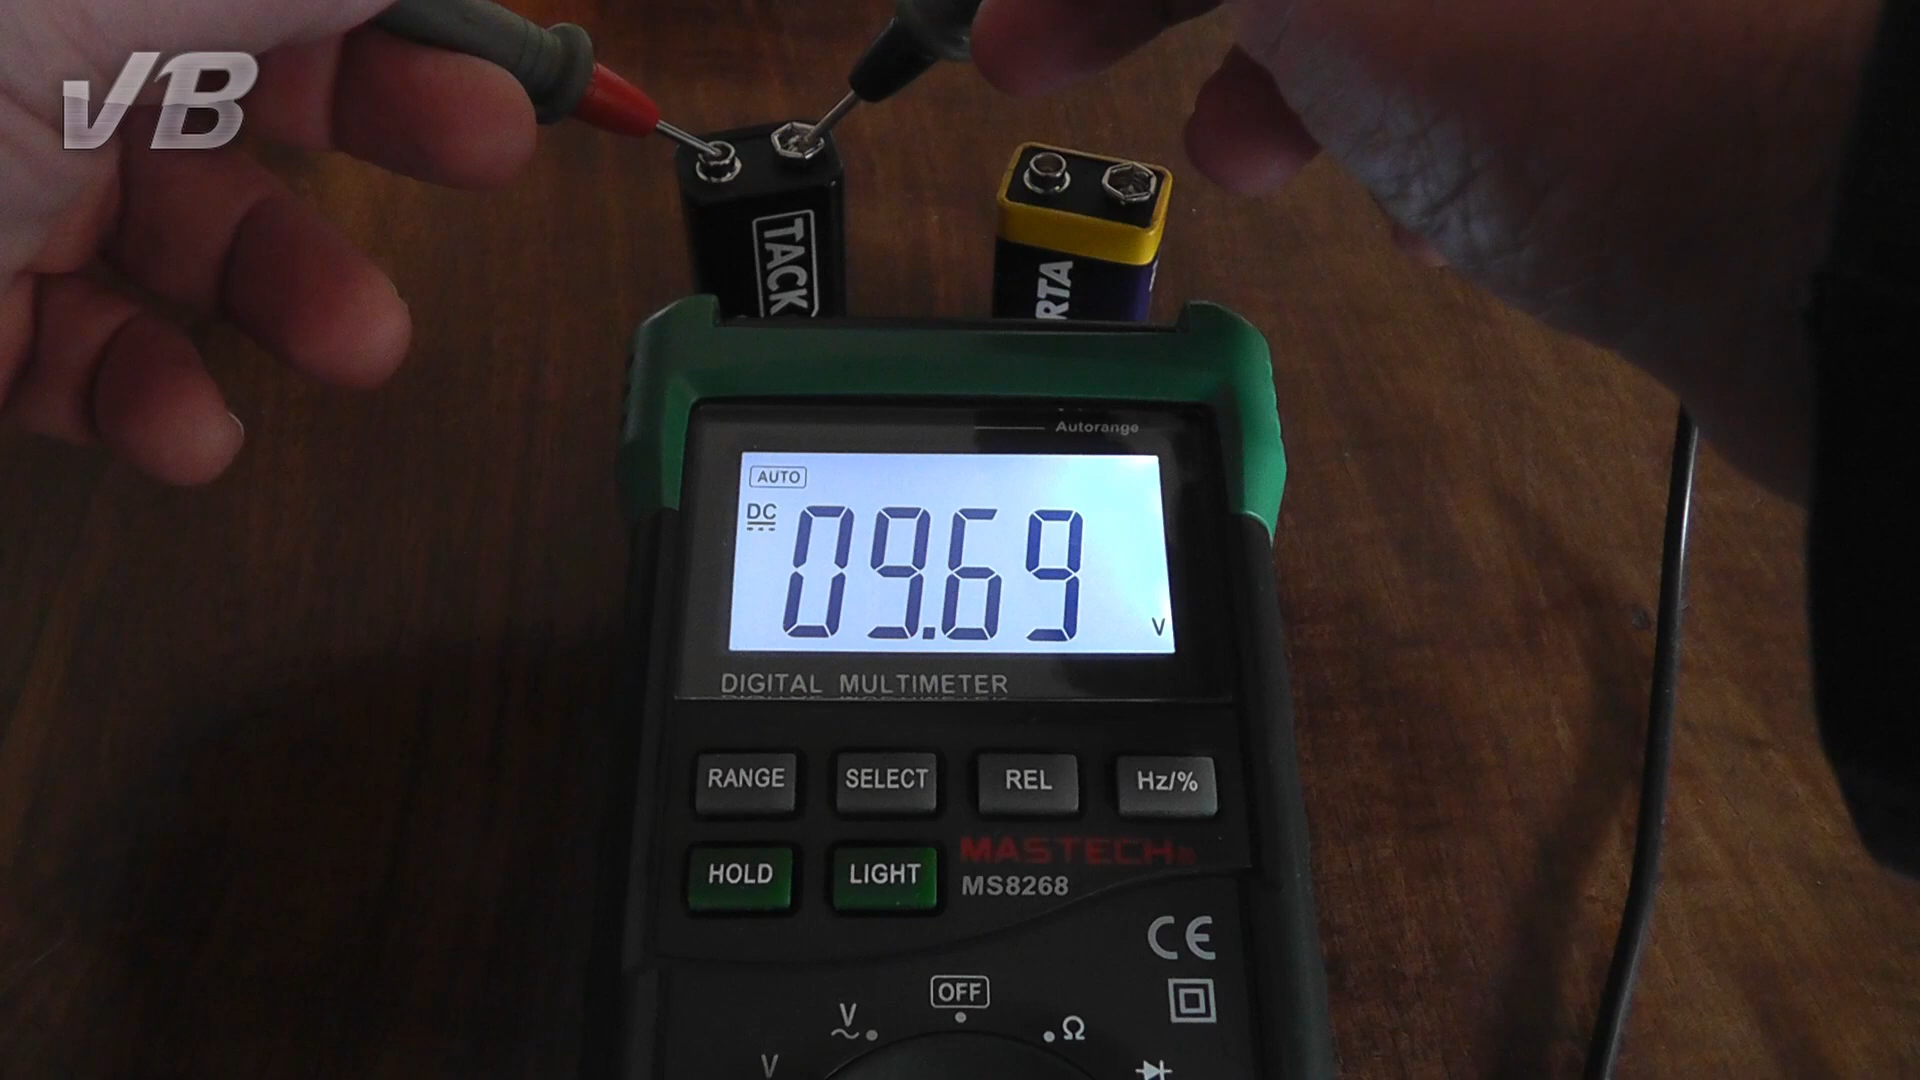 VB
TACK
RTA
Autorange
AUTO
DC
09.69
V
DIGITAL MULTIMETER
RANGE
SELECT
REL
Hz/%
HOLD
LIGHT
MASTECH®
MS8268
CE
OFF
V
Ω
V